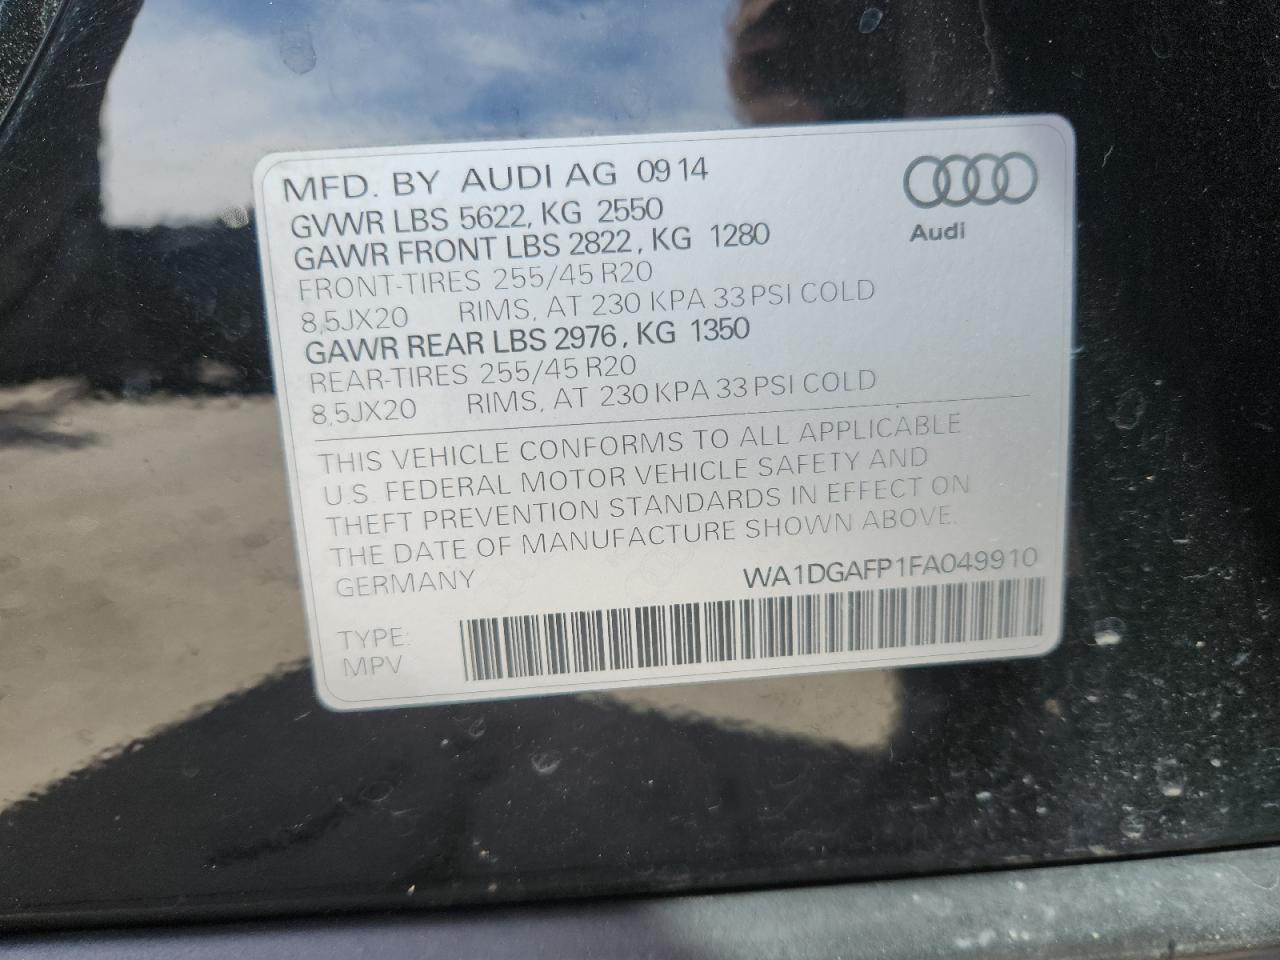 MFD. BY AUDI AG 0914
Audi
GVWR LBS 5622, KG 2550
GAWR FRONT LBS 2822, KG 1280
FRONT-TIRES 255/45 R20
8,5JX20 RIMS, AT 230 KPA 33 PSI COLD
GAWR REAR LBS 2976, KG 1350
REAR-TIRES 255/45 R20
8,5JX20 RIMS, AT 230 KPA 33 PSI COLD
THIS VEHICLE CONFORMS TO ALL APPLICABLE
U.S. FEDERAL MOTOR VEHICLE SAFETY AND
THEFT PREVENTION STANDARDS IN EFFECT ON
THE DATE OF MANUFACTURE SHOWN ABOVE.
GERMANY WA1DGAFP1FA049910
TYPE:
MPV